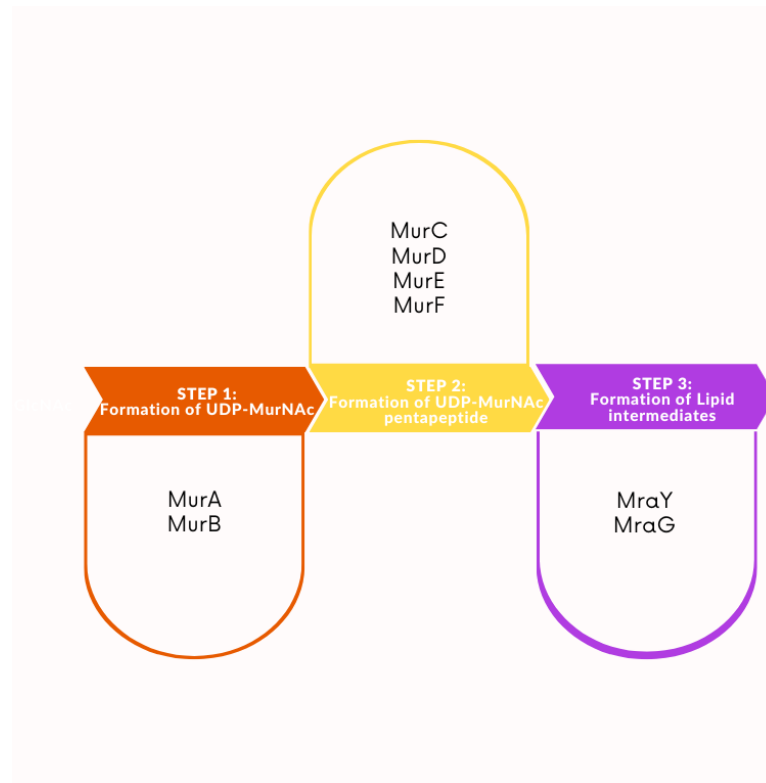 STEP 1:
Formation of UDP-MurNAc
MurA
MurB
STEP 2:
Formation of UDP-MurNAc
pentapeptide
MurC
MurD
MurE
MurF
STEP 3:
Formation of Lipid
intermediates
MraY
MraG